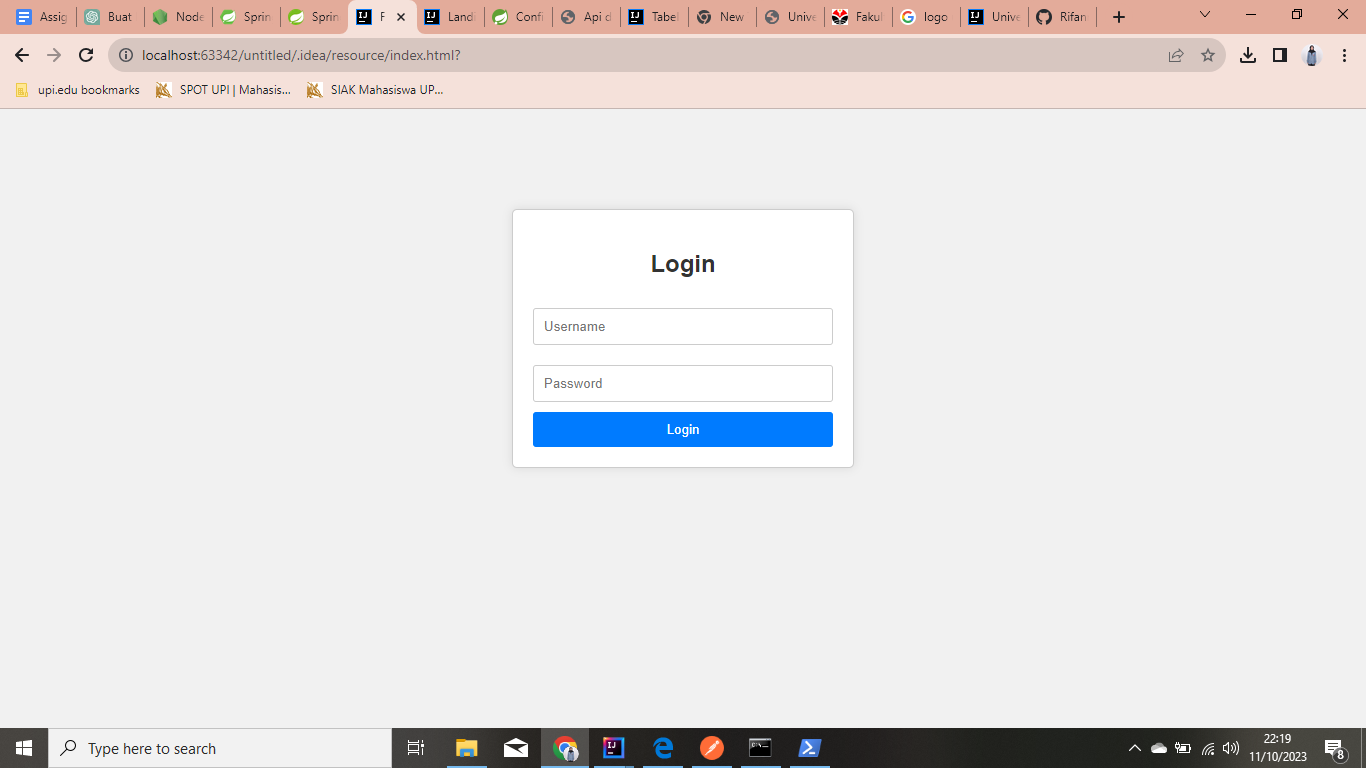 Assig Buat Node Sprin Sprin Land Confi Api d Tabel New Unive Fakul logo Unive Rifan
localhost:63342/untitled/.idea/resource/index.html?
upi.edu bookmarks SPOT UPI | Mahasis... SIAK Mahasiswa UP...
Login
Username
Password
Login
Type here to search
22:19
11/10/2023
8